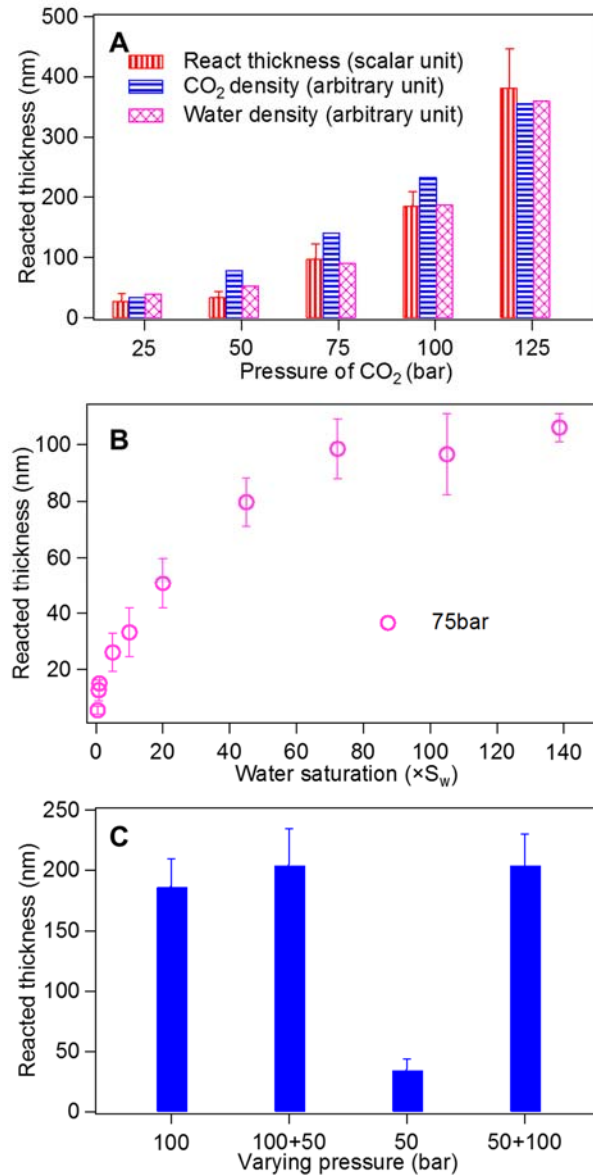 A
React thickness (scalar unit)
CO₂ density (arbitrary unit)
Water density (arbitrary unit)
Reacted thickness (nm)
500
400
300
200
100
0
25 50 75 100 125
Pressure of CO₂ (bar)
B
Reacted thickness (nm)
100
80
60
40
20
75bar
0 20 40 60 80 100 120 140
Water saturation (×Sw)
C
Reacted thickness (nm)
250
200
150
100
50
0
100 100+50 50 50+100
Varying pressure (bar)